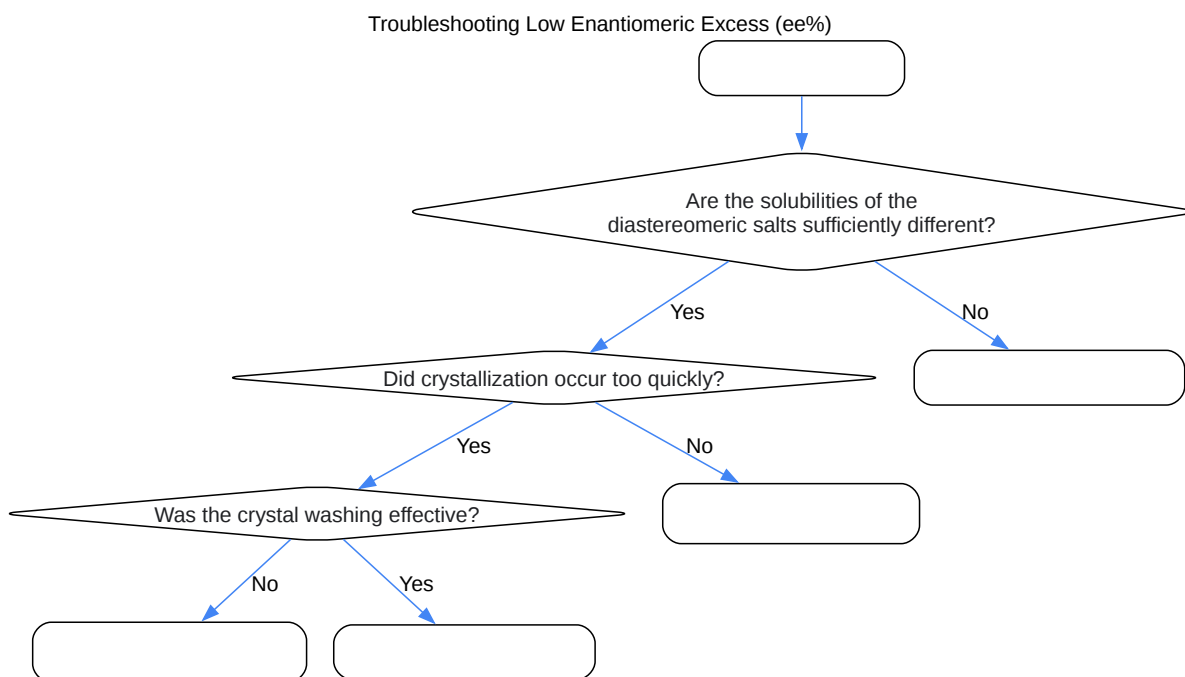 Troubleshooting Low Enantiomeric Excess (ee%)
Are the solubilities of the
diastereomeric salts sufficiently different?
Yes
No
Did crystallization occur too quickly?
Yes
No
Was the crystal washing effective?
No
Yes